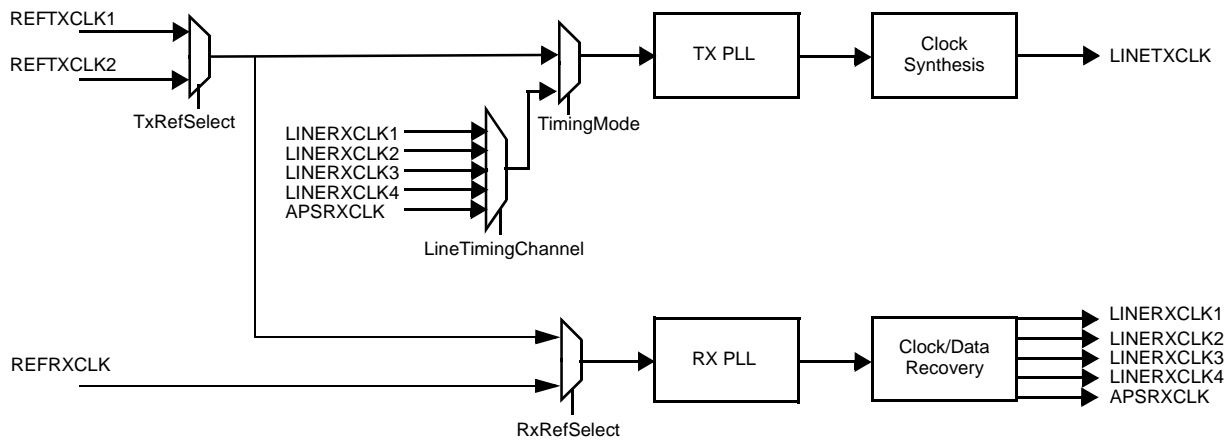 REFTXCLK1
REFTXCLK2
TxRefSelect
TX PLL
Clock
Synthesis
LINETXCLK
TimingMode
LINERXCLK1
LINERXCLK2
LINERXCLK3
LINERXCLK4
APSRXCLK
LineTimingChannel
REFRXCLK
RxRefSelect
RX PLL
Clock/Data
Recovery
LINERXCLK1
LINERXCLK2
LINERXCLK3
LINERXCLK4
APSRXCLK